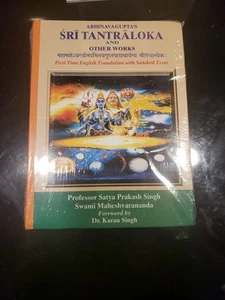 ABHINAVAGUPTA'S
ŚRĪ TANTRĀLOKA
AND
OTHER WORKS
First Time English Translation with Sanskrit Texts
Professor Satya Prakash Singh
Swami Maheshvarananda
Foreword by
Dr. Karan Singh